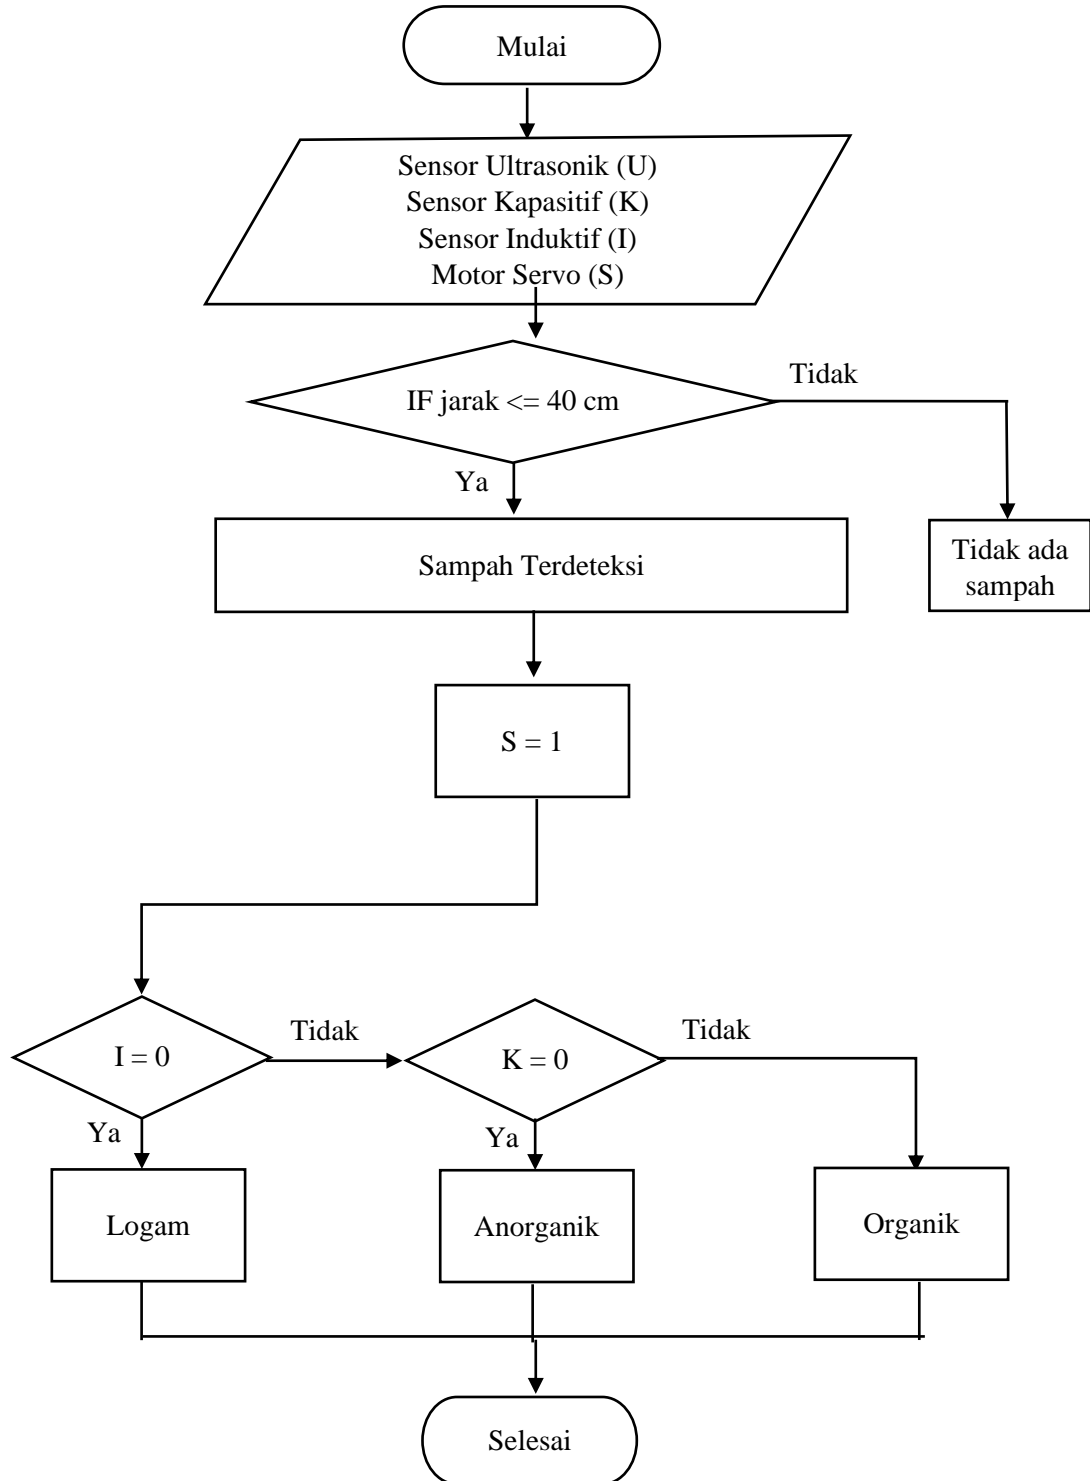 Mulai
Sensor Ultrasonik (U)
Sensor Kapasitif (K)
Sensor Induktif (I)
Motor Servo (S)
IF jarak <= 40 cm
Tidak
Ya
Sampah Terdeteksi
Tidak ada
sampah
S = 1
I = 0
Tidak
K = 0
Tidak
Ya
Ya
Logam
Anorganik
Organik
Selesai